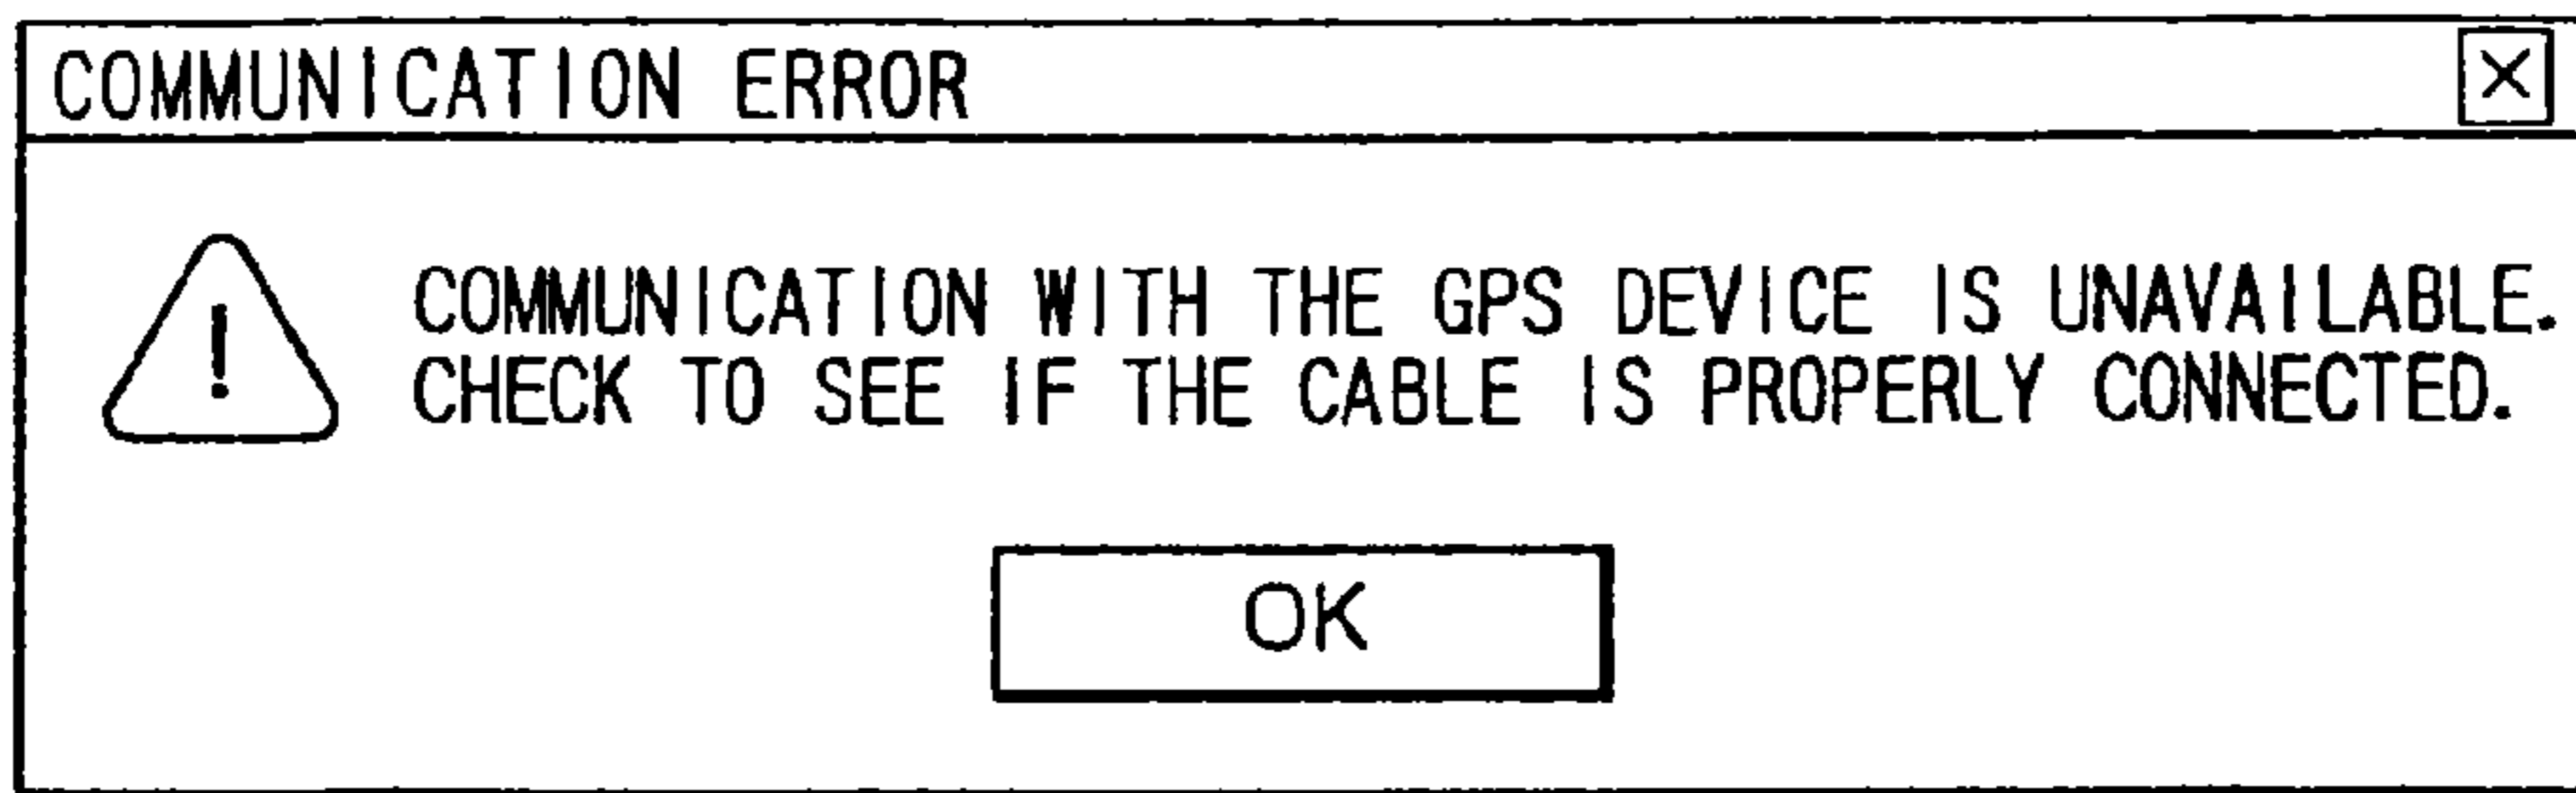 COMMUNICATION ERROR
COMMUNICATION WITH THE GPS DEVICE IS UNAVAILABLE.
CHECK TO SEE IF THE CABLE IS PROPERLY CONNECTED.
OK